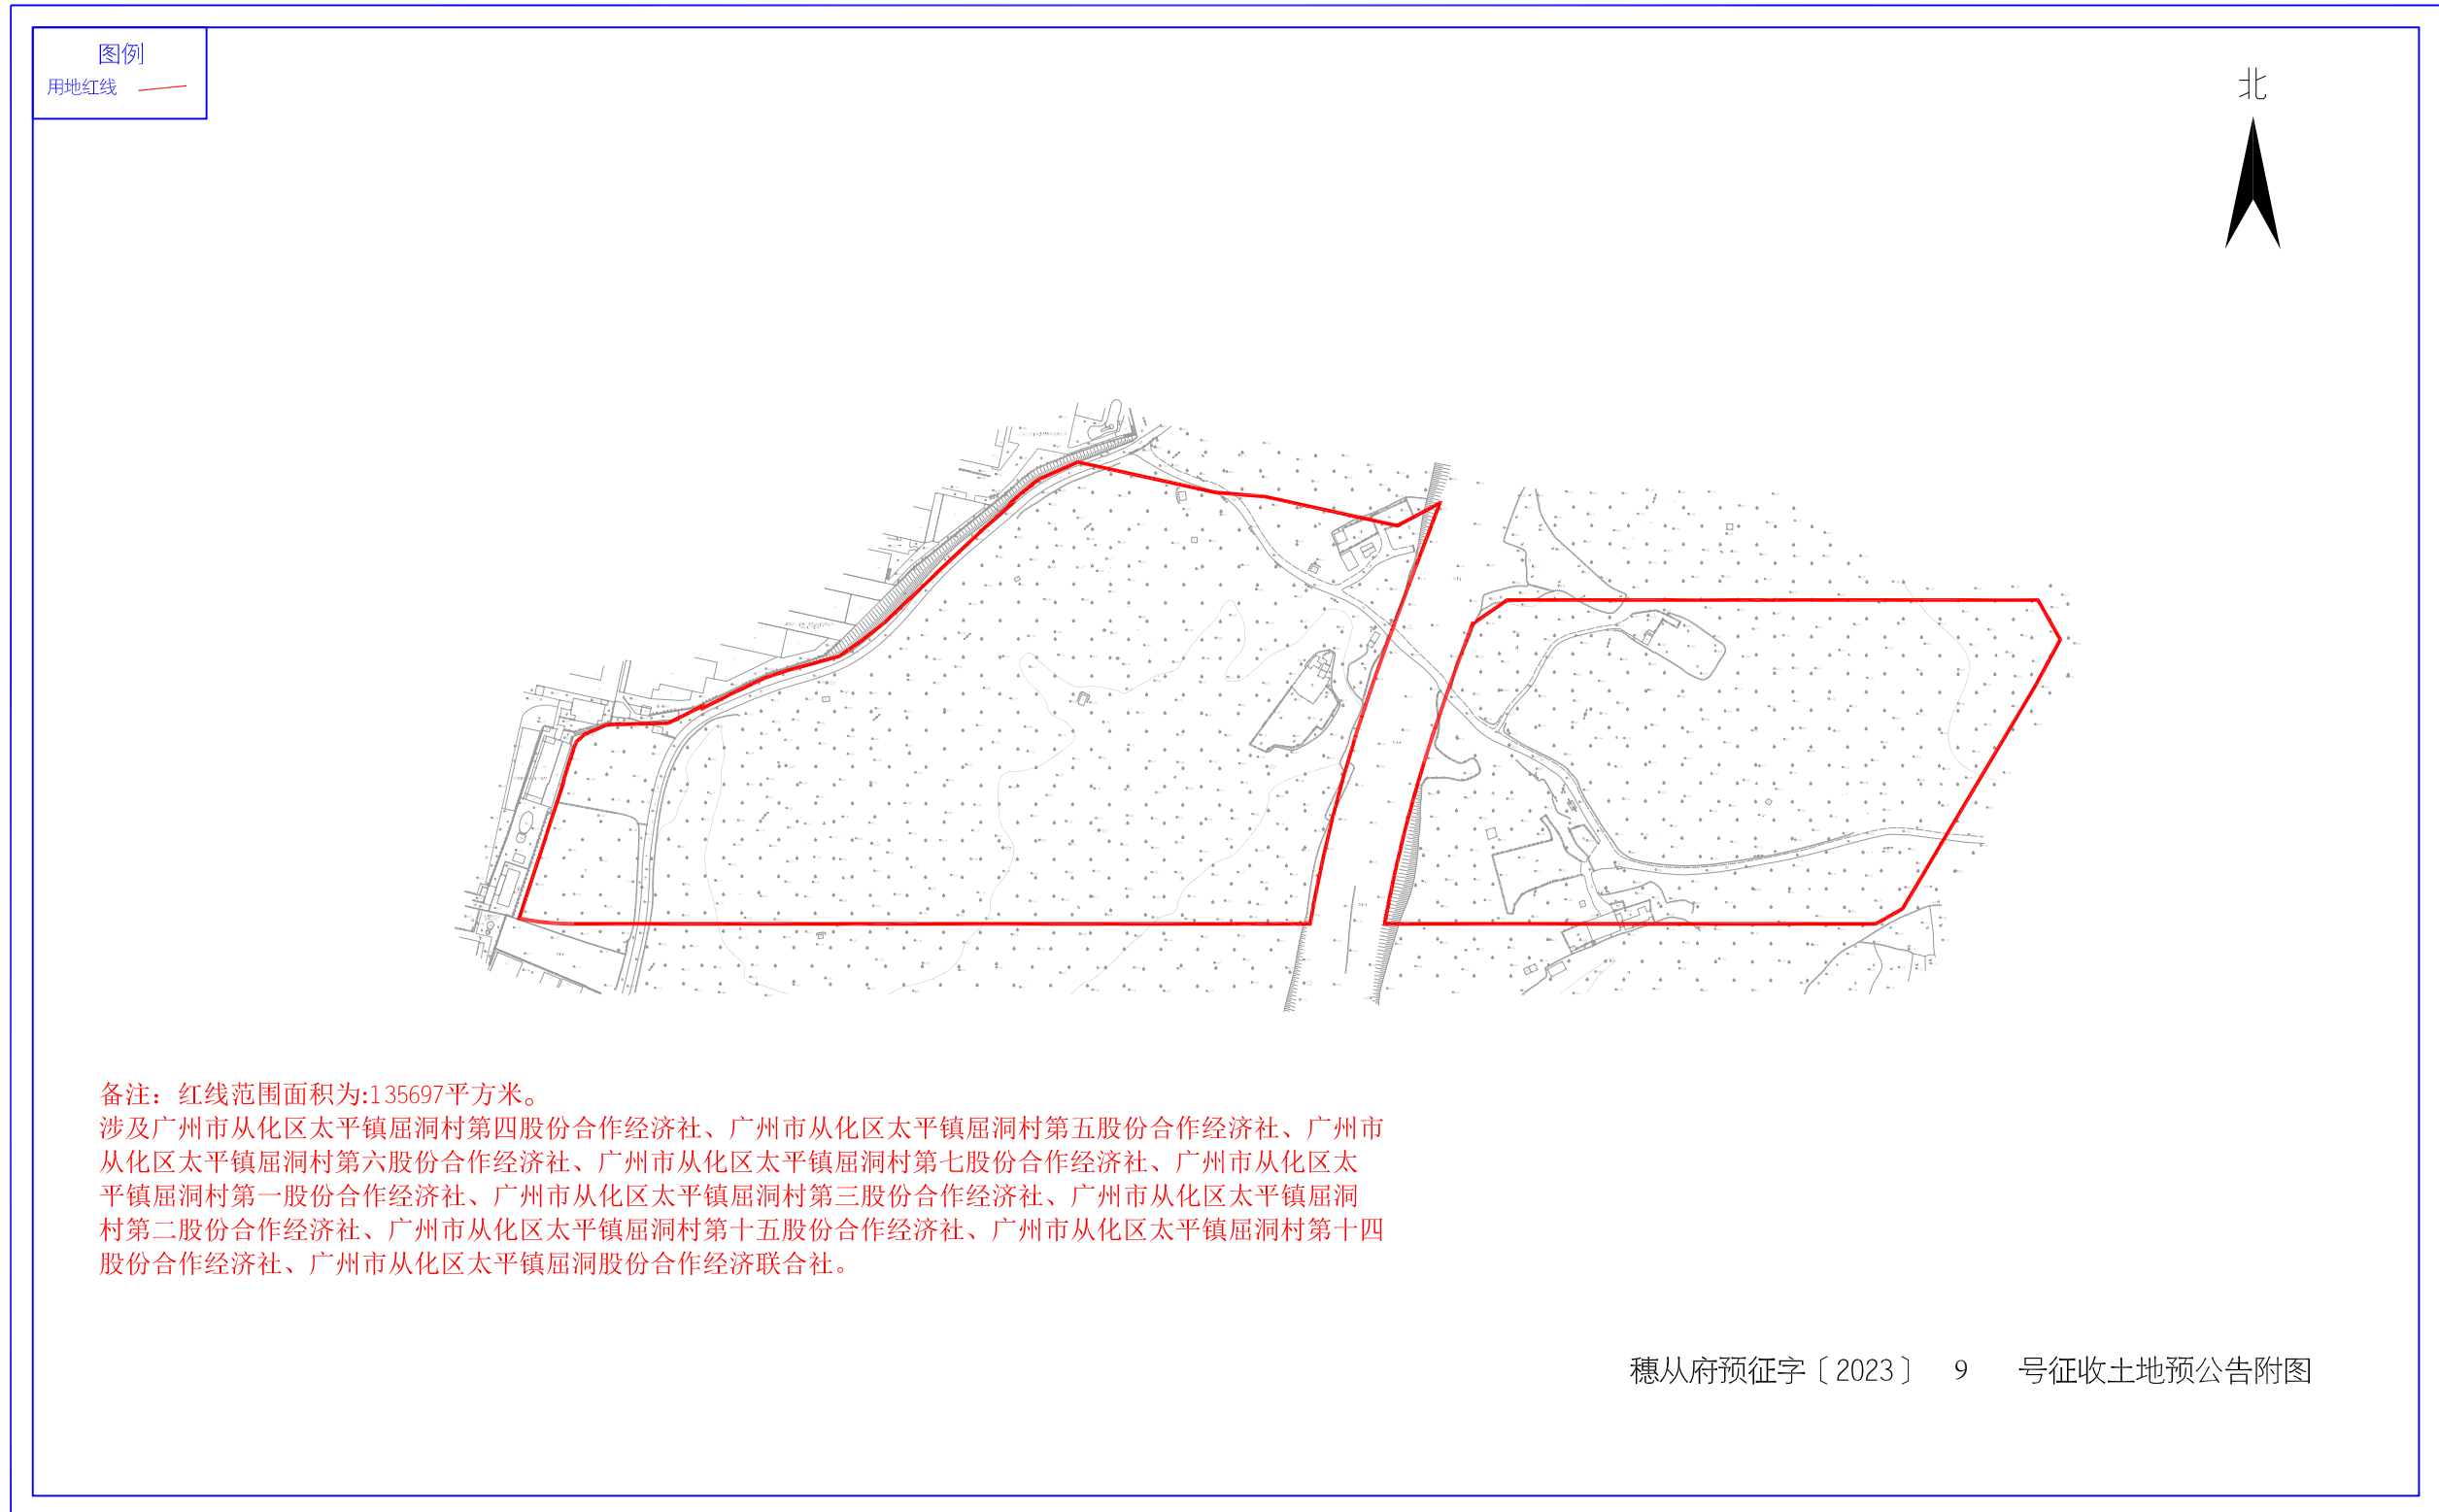 图例
用地红线
北
备注：红线范围面积为:135697平方米。
涉及广州市从化区太平镇屈洞村第四股份合作经济社、广州市从化区太平镇屈洞村第五股份合作经济社、广州市
从化区太平镇屈洞村第六股份合作经济社、广州市从化区太平镇屈洞村第七股份合作经济社、广州市从化区太
平镇屈洞村第一股份合作经济社、广州市从化区太平镇屈洞村第三股份合作经济社、广州市从化区太平镇屈洞
村第二股份合作经济社、广州市从化区太平镇屈洞村第十五股份合作经济社、广州市从化区太平镇屈洞村第十四
股份合作经济社、广州市从化区太平镇屈洞股份合作经济联合社。
穗从府预征字〔2023〕 9 号征收土地预公告附图